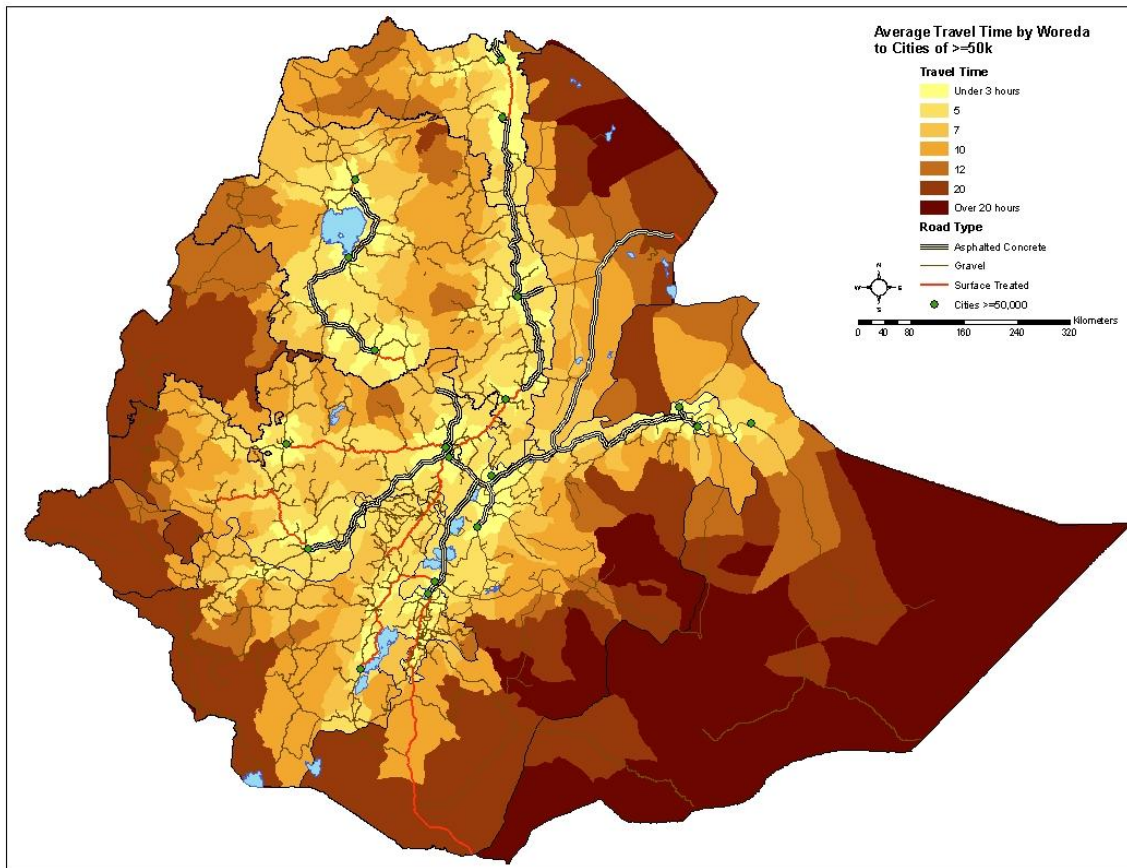 Average Travel Time by Woreda
to Cities of >=50k
Travel Time
Under 3 hours
5
7
10
12
20
Over 20 hours
Road Type
Asphalted Concrete
Gravel
Surface Treated
Cities >=50,000
N
W E
S
Kilometers
0 40 80 160 240 320